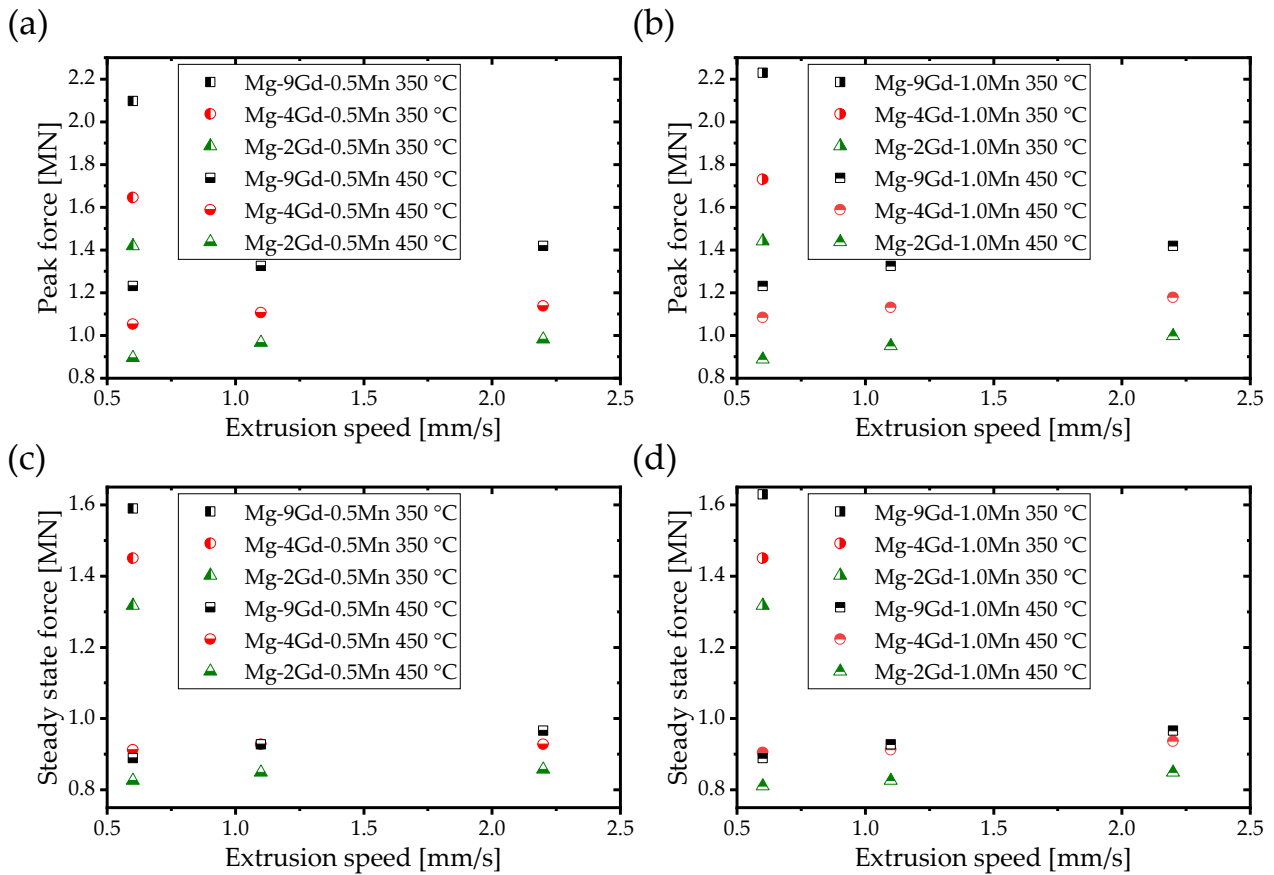 (a)
Peak force [MN]
2.2
2.0
1.8
1.6
1.4
1.2
1.0
0.8
Mg-9Gd-0.5Mn 350 °C
Mg-4Gd-0.5Mn 350 °C
Mg-2Gd-0.5Mn 350 °C
Mg-9Gd-0.5Mn 450 °C
Mg-4Gd-0.5Mn 450 °C
Mg-2Gd-0.5Mn 450 °C
0.5 1.0 1.5 2.0 2.5
Extrusion speed [mm/s]
(b)
Peak force [MN]
2.2
2.0
1.8
1.6
1.4
1.2
1.0
0.8
Mg-9Gd-1.0Mn 350 °C
Mg-4Gd-1.0Mn 350 °C
Mg-2Gd-1.0Mn 350 °C
Mg-9Gd-1.0Mn 450 °C
Mg-4Gd-1.0Mn 450 °C
Mg-2Gd-1.0Mn 450 °C
0.5 1.0 1.5 2.0 2.5
Extrusion speed [mm/s]
(c)
Steady state force [MN]
1.6
1.4
1.2
1.0
0.8
Mg-9Gd-0.5Mn 350 °C
Mg-4Gd-0.5Mn 350 °C
Mg-2Gd-0.5Mn 350 °C
Mg-9Gd-0.5Mn 450 °C
Mg-4Gd-0.5Mn 450 °C
Mg-2Gd-0.5Mn 450 °C
0.5 1.0 1.5 2.0 2.5
Extrusion speed [mm/s]
(d)
Steady state force [MN]
1.6
1.4
1.2
1.0
0.8
Mg-9Gd-1.0Mn 350 °C
Mg-4Gd-1.0Mn 350 °C
Mg-2Gd-1.0Mn 350 °C
Mg-9Gd-1.0Mn 450 °C
Mg-4Gd-1.0Mn 450 °C
Mg-2Gd-1.0Mn 450 °C
0.5 1.0 1.5 2.0 2.5
Extrusion speed [mm/s]